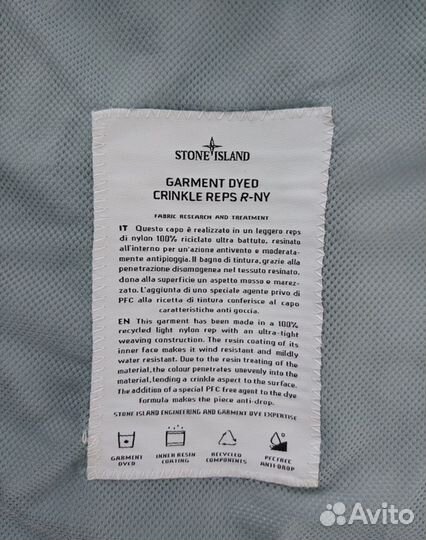 STONE ISLAND
GARMENT DYED
CRINKLE REPS R-NY
FABRIC RESEARCH AND TREATMENT
IT Questo capo è realizzato in un leggero reps
di nylon 100% riciclato ultra battuto, resinato
all'interno per un'azione antivento e moderata-
mente antipioggia. Il bagno di tintura, grazie alla
penetrazione disomogenea nel tessuto resinato,
dona alla superficie un aspetto mosso e marez-
zato. L'aggiunta di uno speciale agente privo di
PFC alla ricetta di tintura conferisce al capo
caratteristiche anti goccia.
EN This garment has been made in a 100%
recycled light nylon rep with an ultra-tight
weaving construction. The resin coating of its
inner face makes it wind resistant and mildly
water resistant. Due to the resin treating of the
material, the colour penetrates unevenly into the
material, lending a crinkle aspect to the surface.
The addition of a special PFC free agent to the dye
formula makes the piece anti-drop.
STONE ISLAND ENGINEERING AND GARMENT DYE EXPERTISE
GARMENT
DYED
INNER RESIN
COATING
RECYCLED
COMPONENTS
PFC FREE
ANTI-DROP
Avito